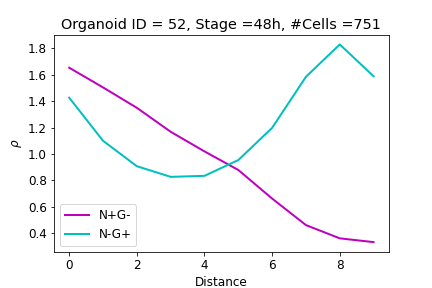 Organoid ID = 52, Stage =48h, #Cells =751
ρ
1.8
1.6
1.4
1.2
1.0
0.8
0.6
0.4
N+G-
N-G+
0 2 4 6 8
Distance